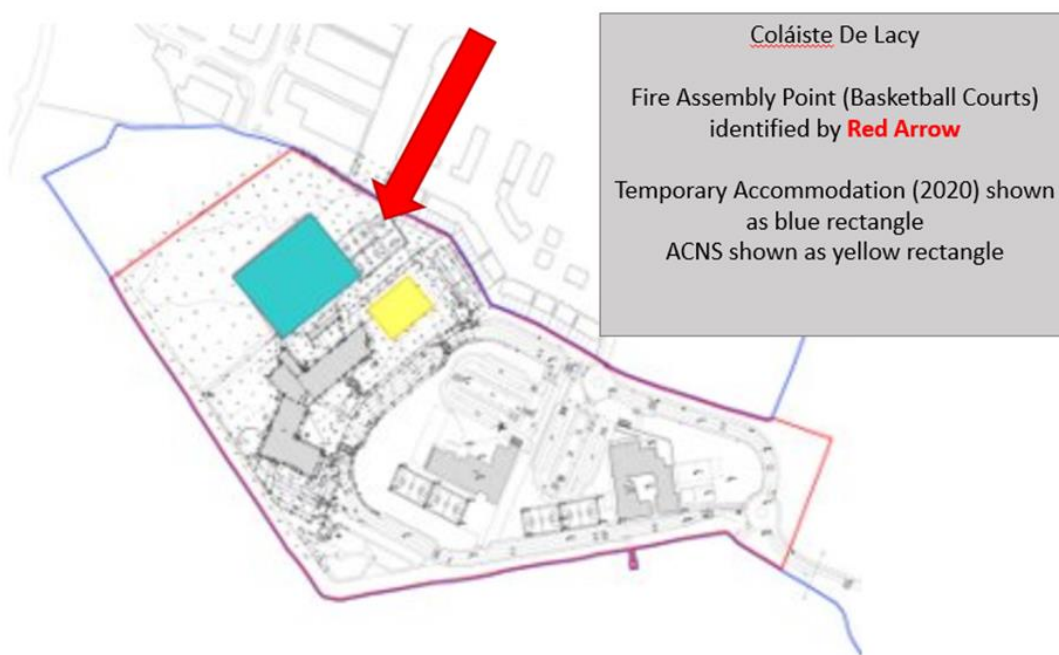 Coláiste De Lacy
Fire Assembly Point (Basketball Courts)
identified by Red Arrow
Temporary Accommodation (2020) shown
as blue rectangle
ACNS shown as yellow rectangle